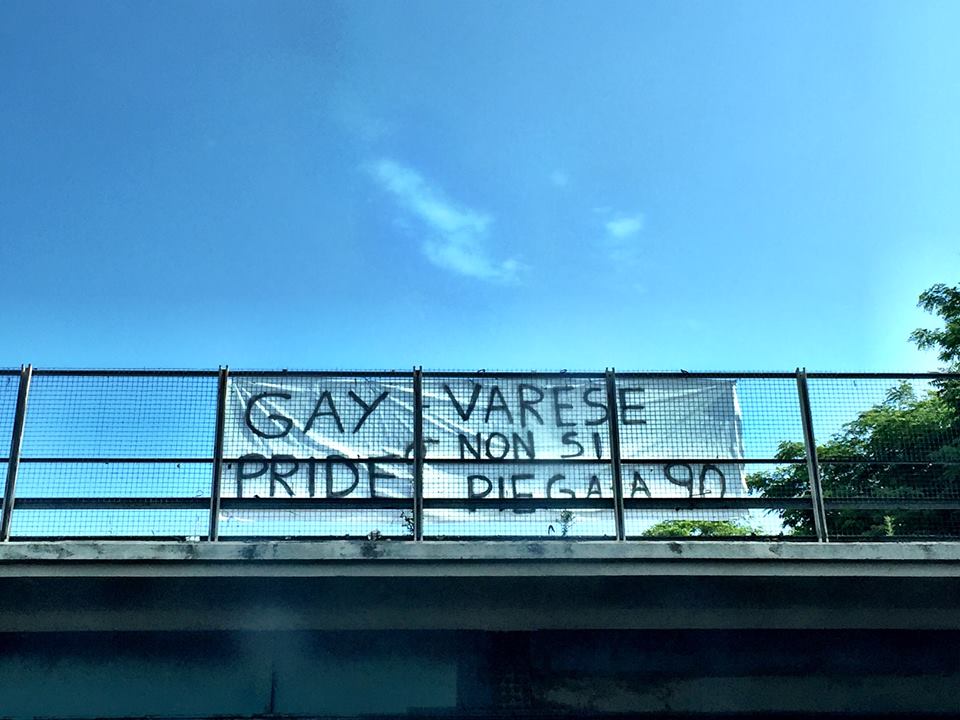 GAY
PRIDE
VARESE
NON SI
PIEGA A 90